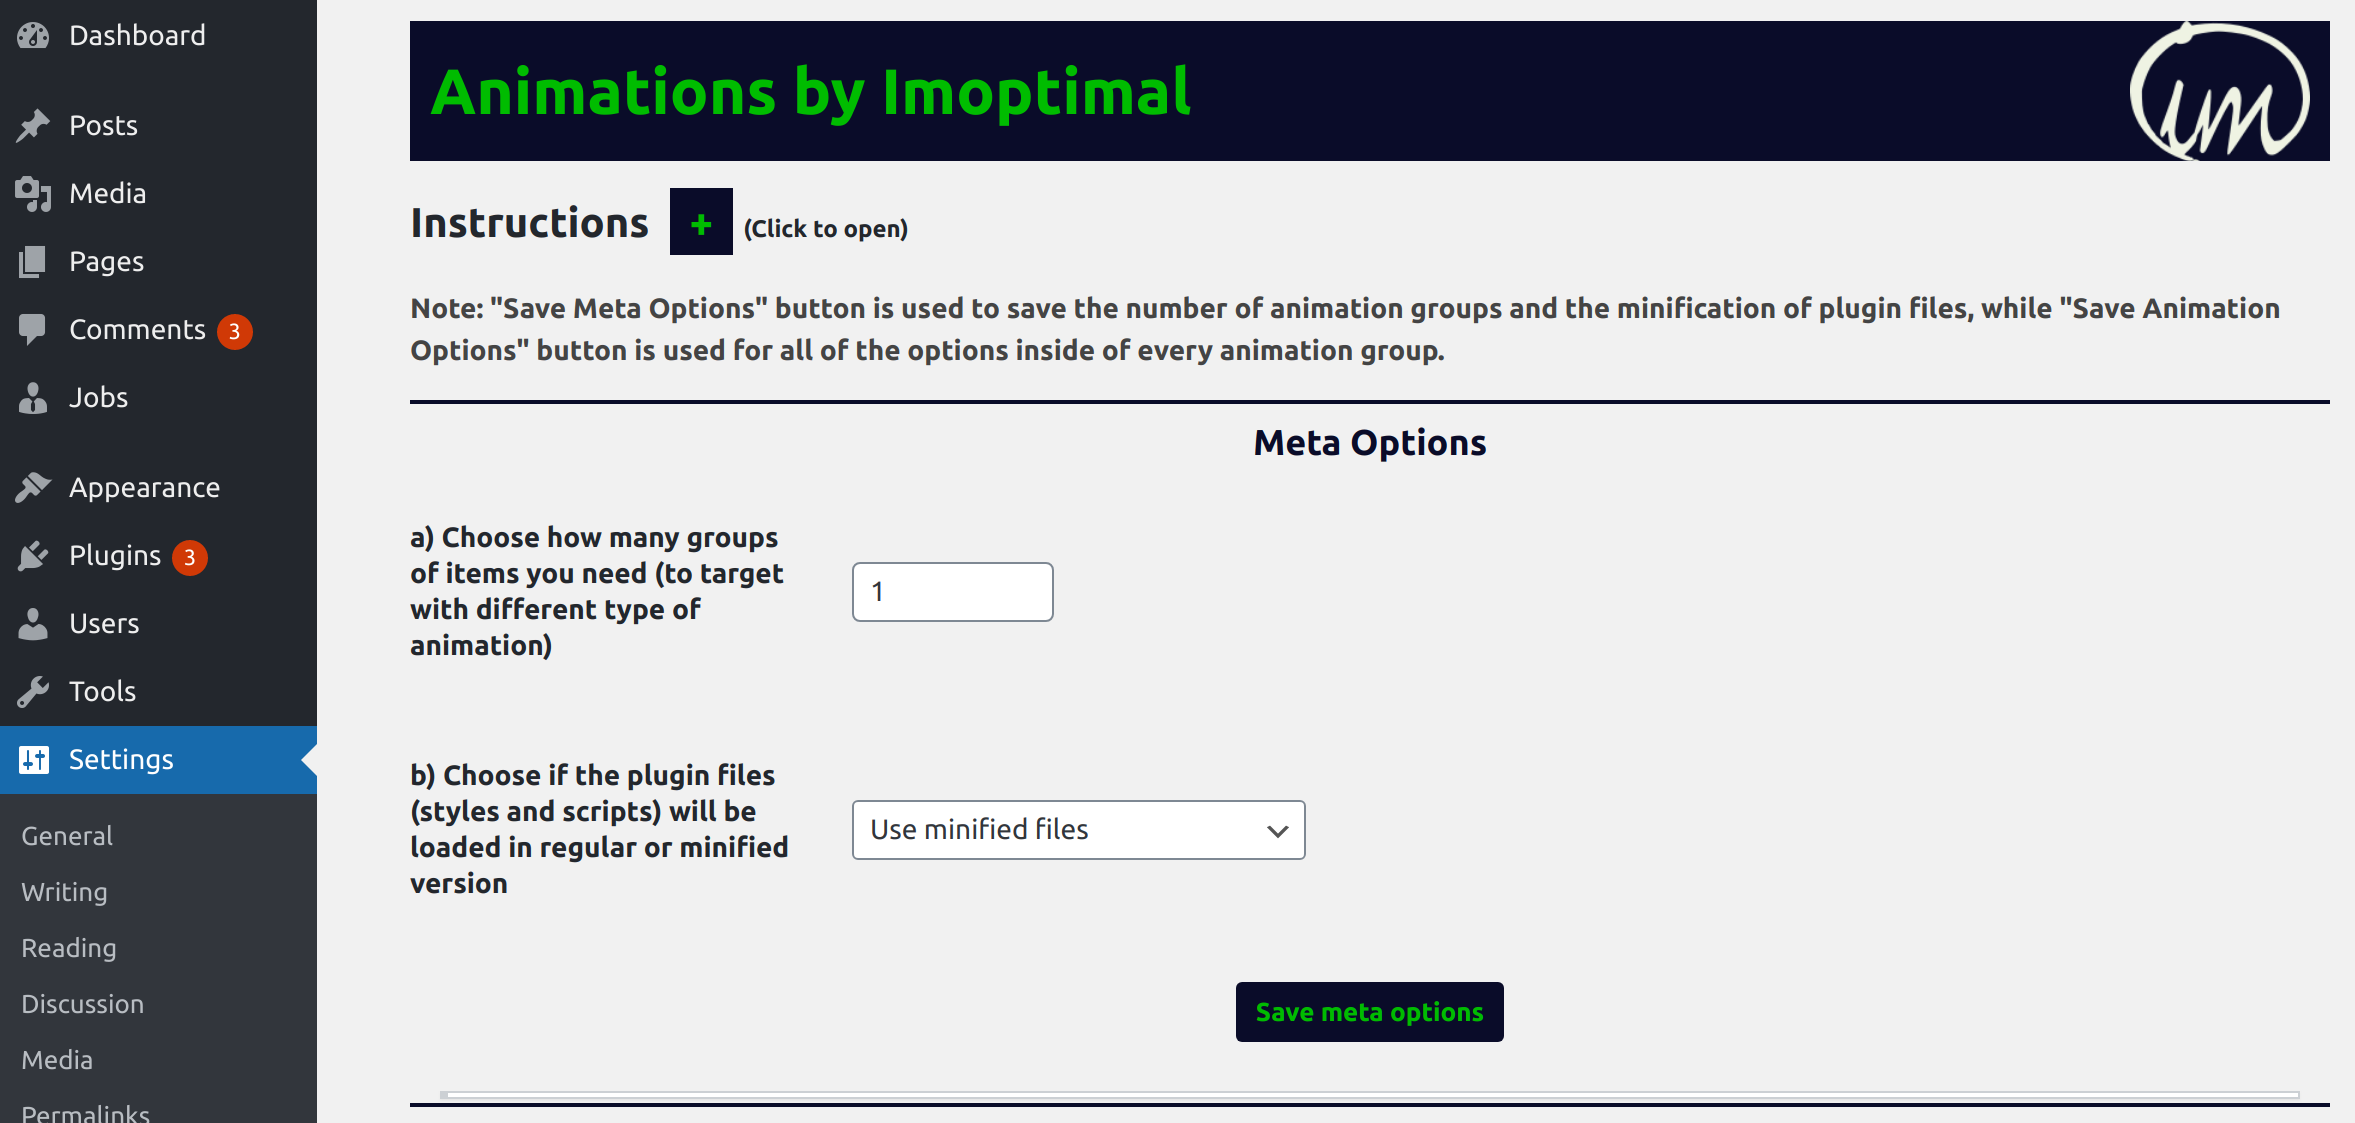 Dashboard
Posts
Media
Pages
Comments 3
Jobs
Appearance
Plugins 3
Users
Tools
Settings
General
Writing
Reading
Discussion
Media
Permalinks
Animations by Imoptimal
im
Instructions + (Click to open)
Note: "Save Meta Options" button is used to save the number of animation groups and the minification of plugin files, while "Save Animation
Options" button is used for all of the options inside of every animation group.
Meta Options
a) Choose how many groups
of items you need (to target
with different type of
animation)
1
b) Choose if the plugin files
(styles and scripts) will be
loaded in regular or minified
version
Use minified files
Save meta options